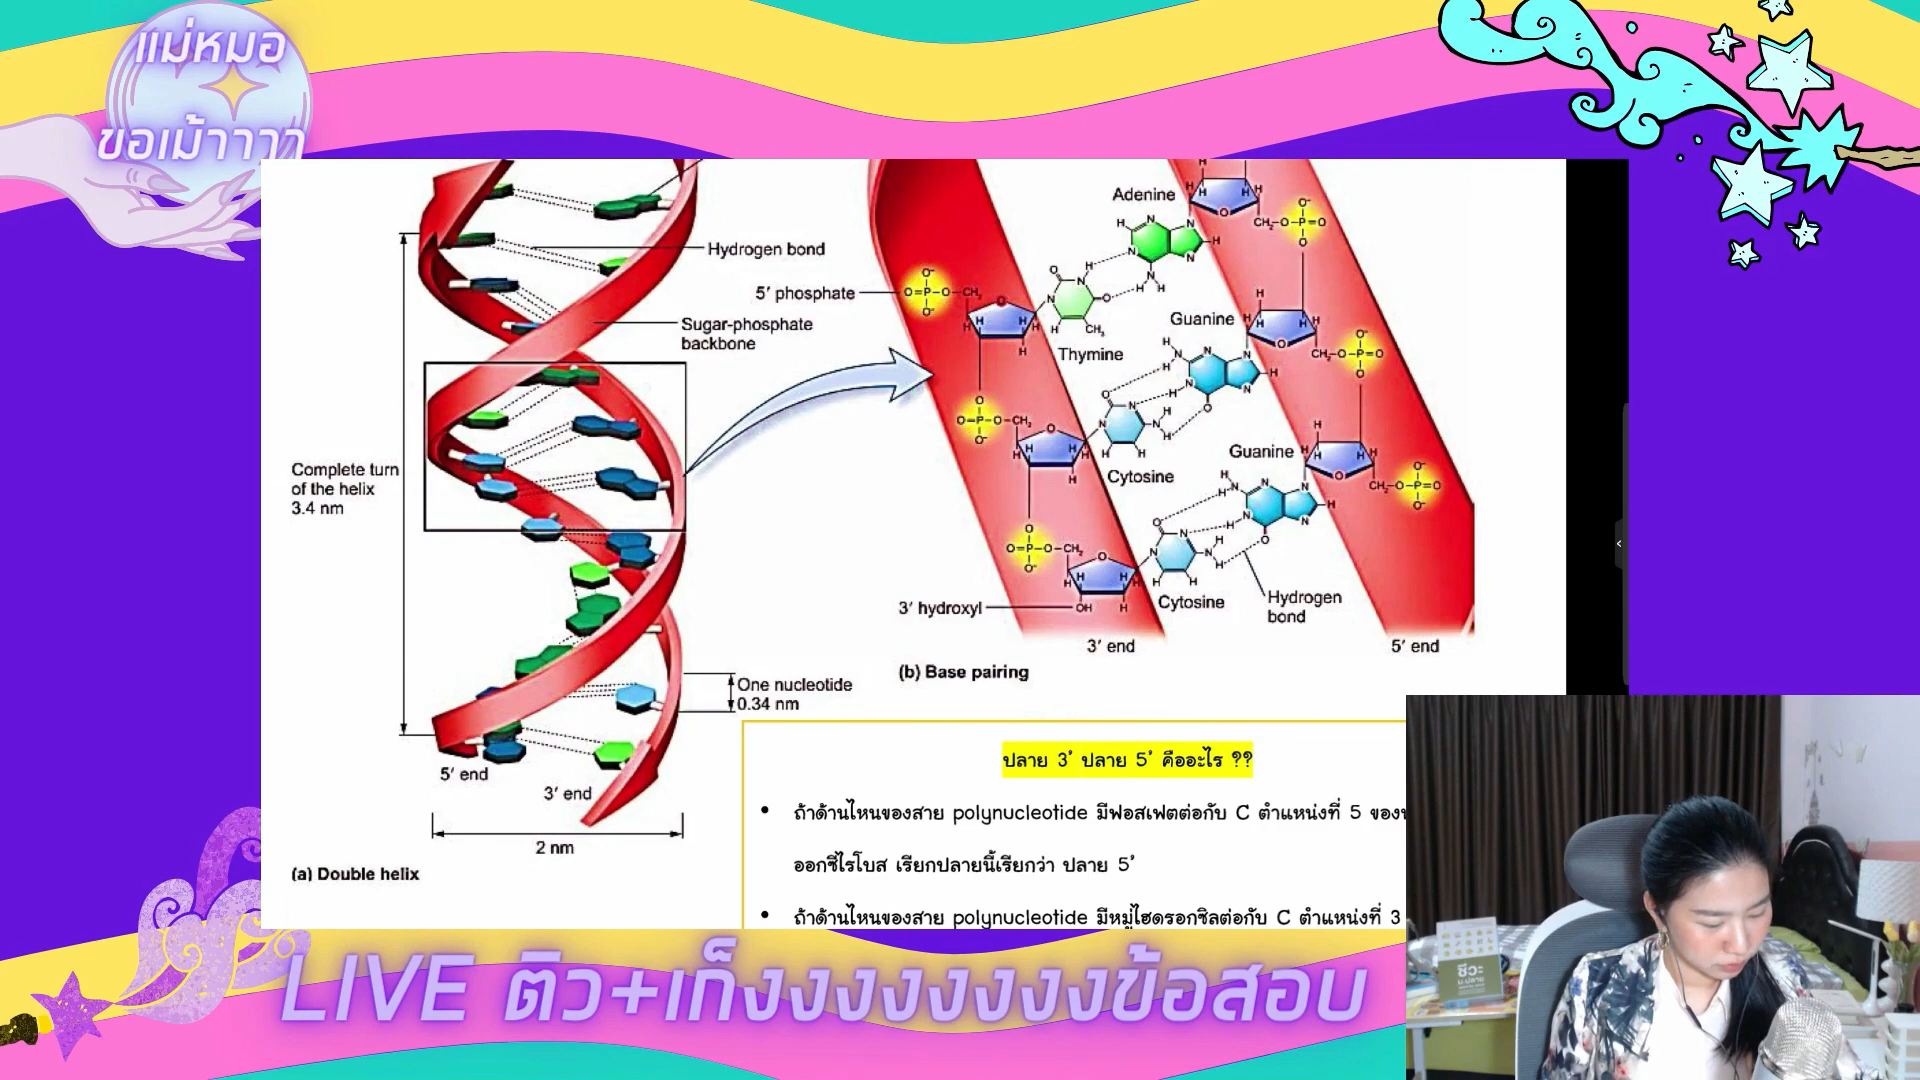 แม่หมอ
ขอเม้าาาา
Hydrogen bond
5′ phosphate
Sugar-phosphate
backbone
Complete turn
of the helix
3.4 nm
One nucleotide
0.34 nm
5′ end
3′ end
2 nm
(a) Double helix
Adenine
Thymine
Guanine
Cytosine
Guanine
Cytosine
3′ hydroxyl
Hydrogen
bond
3′ end
5′ end
(b) Base pairing
ปลาย 3' ปลาย 5' คืออะไร ??
• ถ้าด้านไหนของสาย polynucleotide มีฟอสเฟตต่อกับ C ตำแหน่งที่ 5 ของ
ออกซีไรโบส เรียกปลายนี้เรียกว่า ปลาย 5'
• ถ้าด้านไหนของสาย polynucleotide มีหมู่ไฮดรอกซิลต่อกับ C ตำแหน่งที่ 3
ชีวะ
LIVE ติว+เก็งงงงงงงงงข้อสอบ